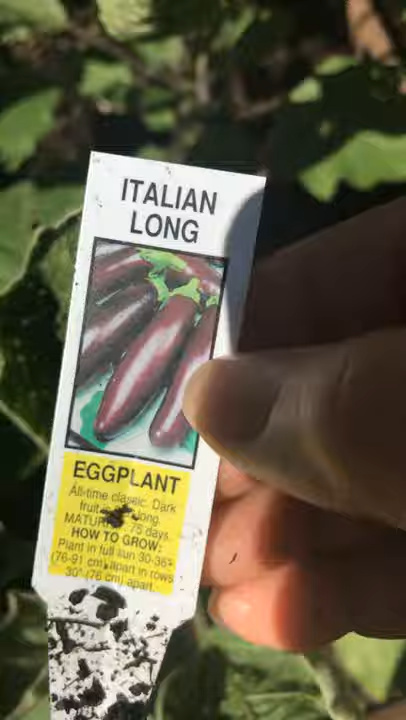 ITALIAN
LONG
EGGPLANT
All-time classic. Dark
fruit long.
75 days.
HOW TO GROW:
Plant in full sun 30-36"
(76-91 cm) apart in rows
30" (76 cm) apart.